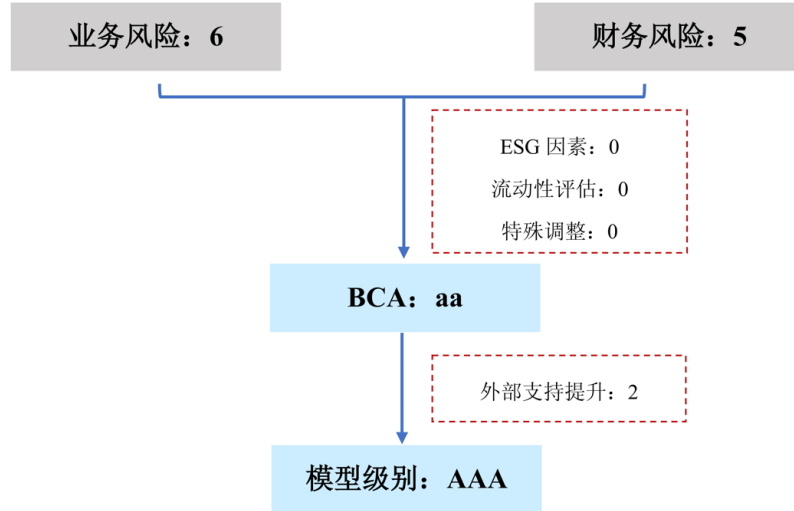 业务风险：6
财务风险：5
ESG 因素：0
流动性评估：0
特殊调整：0
BCA：aa
外部支持提升：2
模型级别：AAA